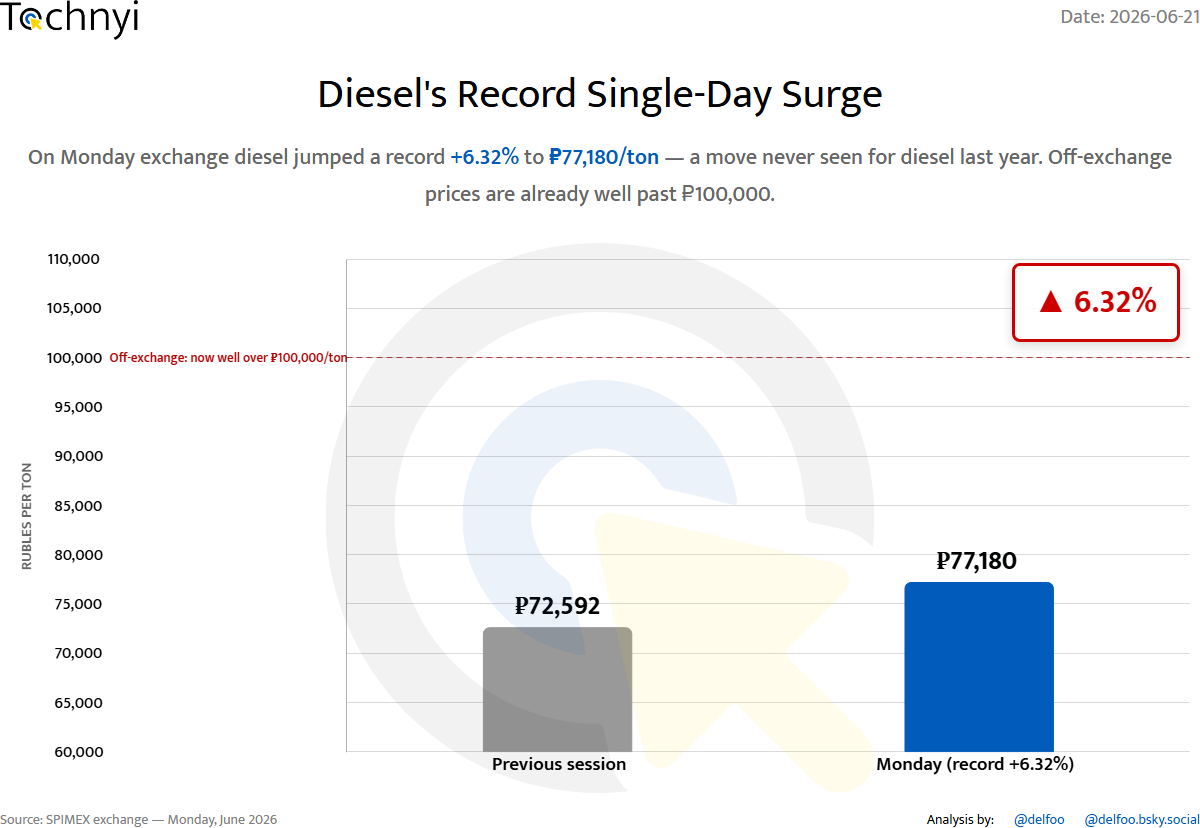 Tochnyi
Date: 2026-06-21
Diesel's Record Single-Day Surge
On Monday exchange diesel jumped a record +6.32% to ₽77,180/ton — a move never seen for diesel last year. Off-exchange
prices are already well past ₽100,000.
110,000
▲ 6.32%
105,000
100,000
Off-exchange: now well over ₽100,000/ton
95,000
90,000
85,000
80,000
75,000
70,000
65,000
60,000
RUBLES PER TON
₽72,592
₽77,180
Previous session
Monday (record +6.32%)
Source: SPIMEX exchange — Monday, June 2026
Analysis by: @delfoo @delfoo.bsky.social